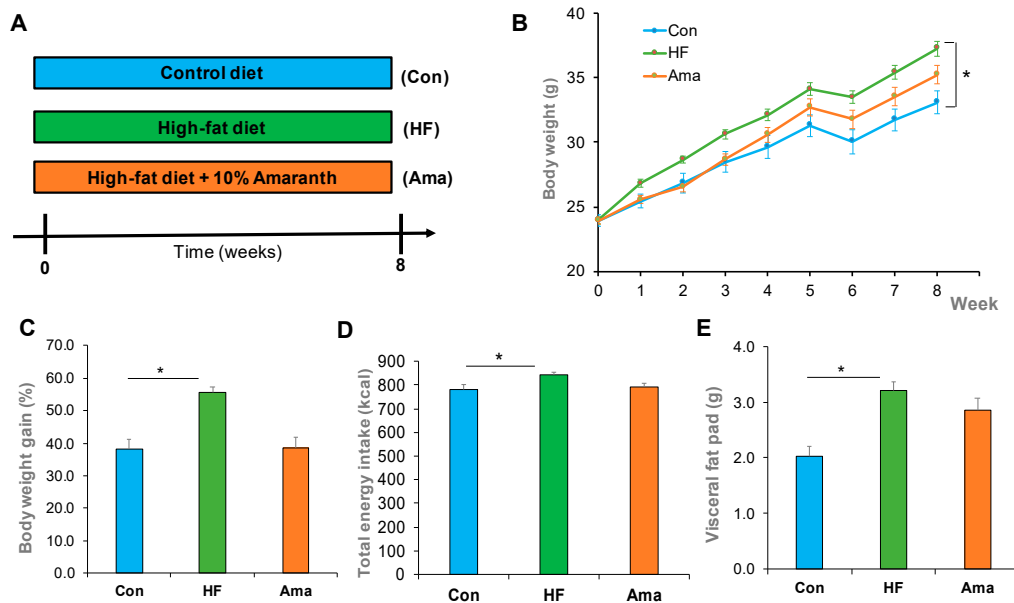 A
Control diet
(Con)
High-fat diet
(HF)
High-fat diet + 10% Amaranth
(Ama)
Time (weeks)
0
8
B
Body weight (g)
40
35
30
25
20
Con
HF
Ama
*
0 1 2 3 4 5 6 7 8
Week
C
Body weight gain (%)
70.0
60.0
50.0
40.0
30.0
20.0
10.0
0.0
*
Con HF Ama
D
Total energy intake (kcal)
900
800
700
600
500
400
300
200
100
0
*
Con HF Ama
E
Visceral fat pad (g)
4.0
3.0
2.0
1.0
0.0
*
Con HF Ama